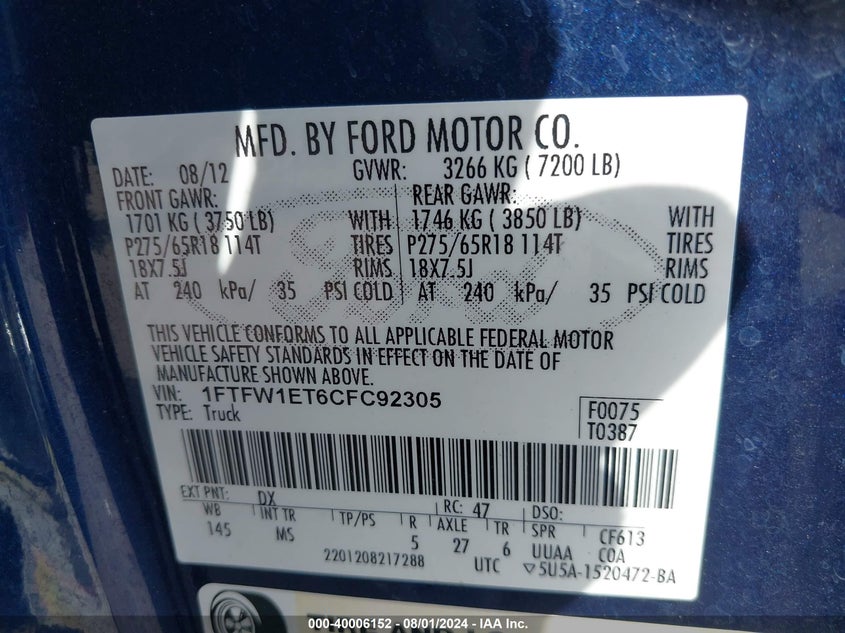 MFD. BY FORD MOTOR CO.
DATE: 08/12 GVWR: 3266 KG ( 7200 LB)
FRONT GAWR: REAR GAWR:
1701 KG ( 3750 LB) WITH 1746 KG ( 3850 LB) WITH
P275/65R18 114T TIRES P275/65R18 114T TIRES
18X7.5J RIMS 18X7.5J RIMS
AT 240 kPa/ 35 PSI COLD AT 240 kPa/ 35 PSI COLD
THIS VEHICLE CONFORMS TO ALL APPLICABLE FEDERAL MOTOR
VEHICLE SAFETY STANDARDS IN EFFECT ON THE DATE OF
MANUFACTURE SHOWN ABOVE.
VIN: 1FTFW1ET6CFC92305 F0075
TYPE: Truck T0387
EXT PNT: DX RC: 47 DSO:
WB INT TR TP/PS R AXLE TR SPR CF613
145 MS 5 27 6 UUAA COA
2201208217288 UTC ▽5U5A-1520472-BA
000-40006152 - 08/01/2024 - IAAI.COM